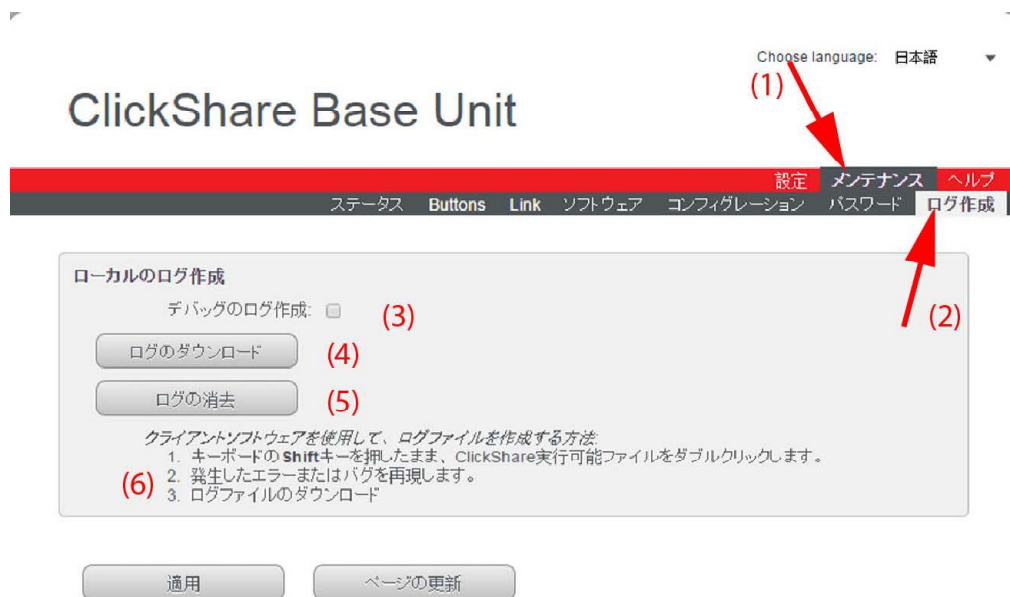 Choose language: 日本語
(1)
ClickShare Base Unit
設定 メンテナンス ヘルプ
ステータス Buttons Link ソフトウェア コンフィグレーション パスワード ログ作成
(2)
ローカルのログ作成
デバッグのログ作成: (3)
ログのダウンロード (4)
ログの消去 (5)
クライアントソフトウェアを使用して、ログファイルを作成する方法:
1. キーボードの Shiftキーを押したまま、ClickShare実行可能ファイルをダブルクリックします。
(6) 2. 発生したエラーまたはバグを再現します。
3. ログファイルのダウンロード
適用 ページの更新